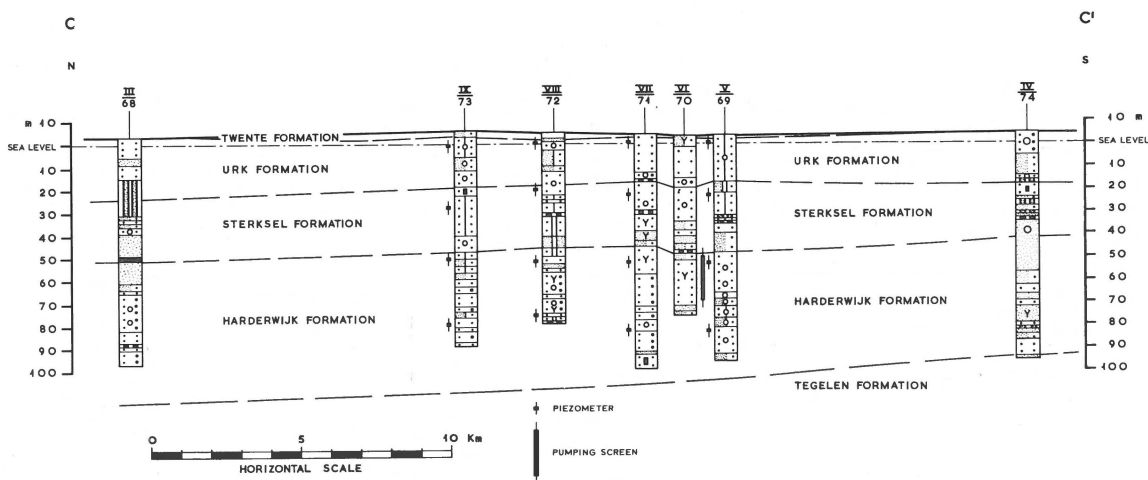 C C'
N S
III IX VIII VII VI V IV
68 73 72 71 70 69 74
m 10 10 m
TWENTE FORMATION
SEA LEVEL SEA LEVEL
10 URK FORMATION URK FORMATION 10
20 20
30 STERKSEL FORMATION STERKSEL FORMATION 30
40 40
50 50
60 60
70 HARDERWIJK FORMATION 70
80 HARDERWIJK FORMATION 80
90 90
100 TEGELEN FORMATION 100
PIEZOMETER
0 5 10 Km
PUMPING SCREEN
HORIZONTAL SCALE